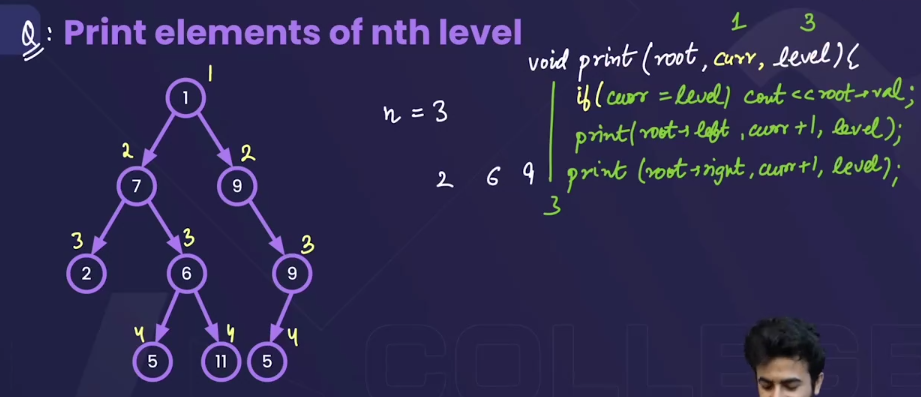 Q: Print elements of nth level
1 3
void print (root, curr, level) {
if (curr = level) cout << root→val;
print(root→left, curr+1, level);
print (root→right, curr+1, level);
}
n = 3
2 6 9
1
1
2 2
7 9
3 3 3
2 6 9
4 4 4
5 11 5
COLLEGE